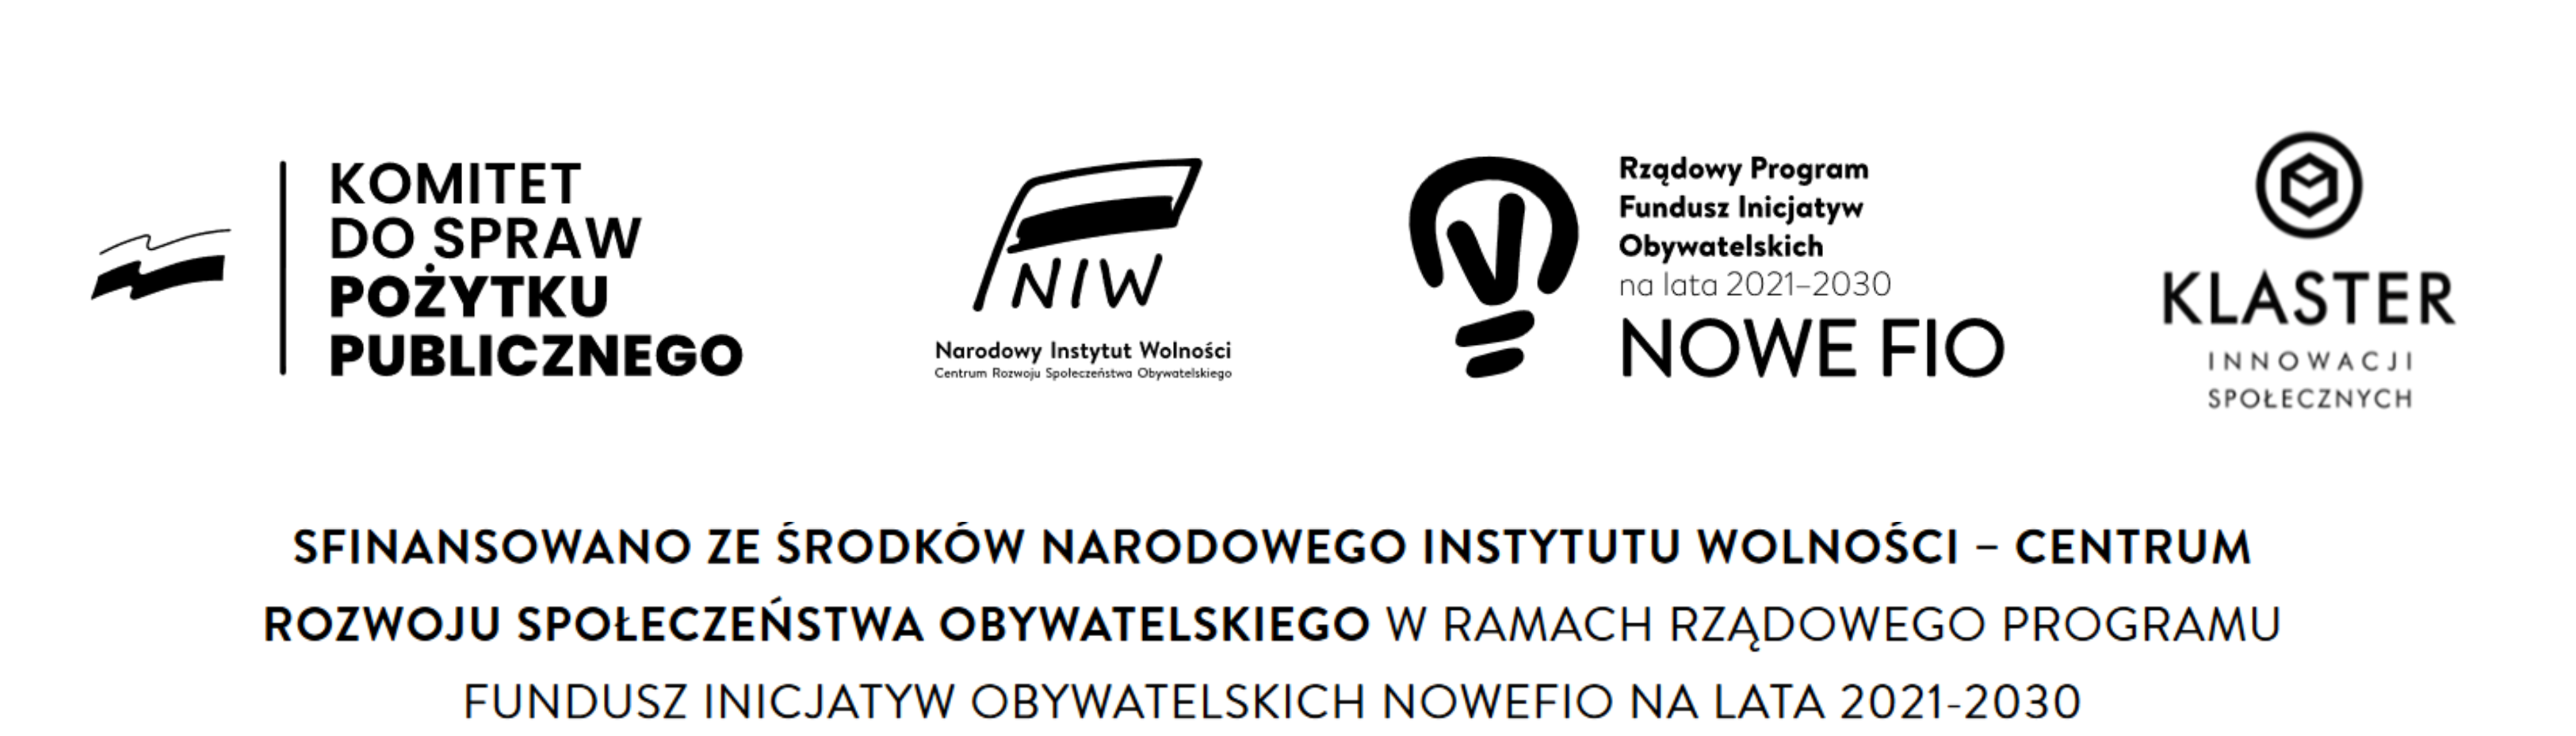 KOMITET
DO SPRAW
POŻYTKU
PUBLICZNEGO
NIW
Narodowy Instytut Wolności
Centrum Rozwoju Społeczeństwa Obywatelskiego
Rządowy Program
Fundusz Inicjatyw
Obywatelskich
na lata 2021–2030
NOWE FIO
KLASTER
INNOWACJI
SPOŁECZNYCH
SFINANSOWANO ZE ŚRODKÓW NARODOWEGO INSTYTUTU WOLNOŚCI – CENTRUM
ROZWOJU SPOŁECZEŃSTWA OBYWATELSKIEGO W RAMACH RZĄDOWEGO PROGRAMU
FUNDUSZ INICJATYW OBYWATELSKICH NOWEFIO NA LATA 2021-2030